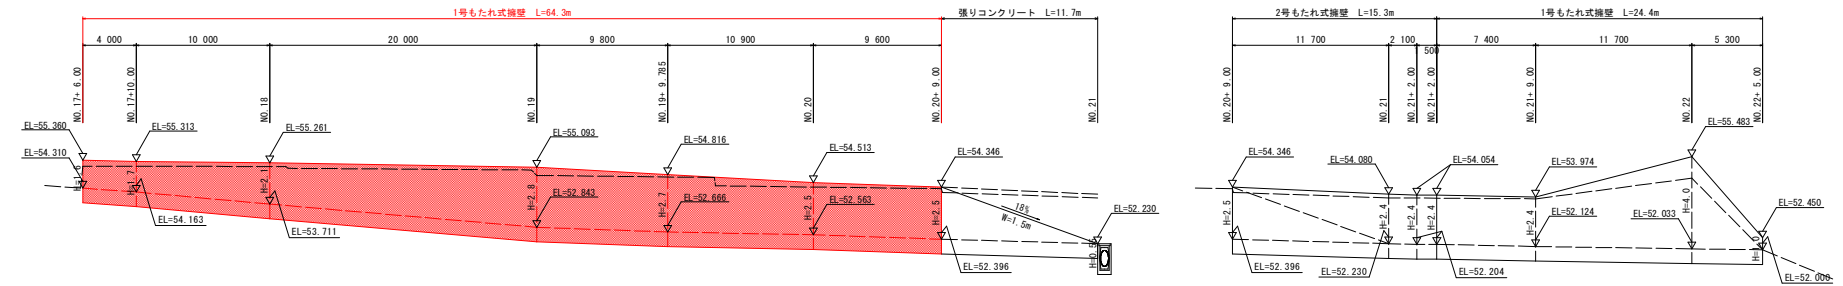 1号もたれ式擁壁 L=64.3m
張りコンクリート L=11.7m
2号もたれ式擁壁 L=15.3m
1号もたれ式擁壁 L=24.4m
4 000
10 000
20 000
9 800
10 900
9 600
11 700
2 100
500
7 400
11 700
5 300
NO.17+ 6.00
NO.17+10.00
NO.18
NO.19
NO.19+ 9.785
NO.20
NO.20+ 9.00
NO.21
NO.20+ 9.00
NO.21
NO.21+ 2.00
NO.21+ 2.00
NO.21+ 9.00
NO.22
NO.22+ 5.00
EL=55.360
EL=55.313
EL=55.261
EL=55.093
EL=54.816
EL=54.513
EL=54.346
EL=54.346
EL=54.080
EL=54.054
EL=53.974
EL=55.483
EL=54.310
H=1.7
H=2.1
H=2.8
H=2.7
H=2.5
H=2.5
18%
W=1.5m
H=2.5
H=2.4
H=2.4
H=2.4
H=2.4
H=4.0
EL=54.163
EL=53.711
EL=52.843
EL=52.666
EL=52.563
EL=52.396
EL=52.230
EL=52.396
EL=52.230
EL=52.204
EL=52.124
EL=52.033
EL=52.450
EL=52.000